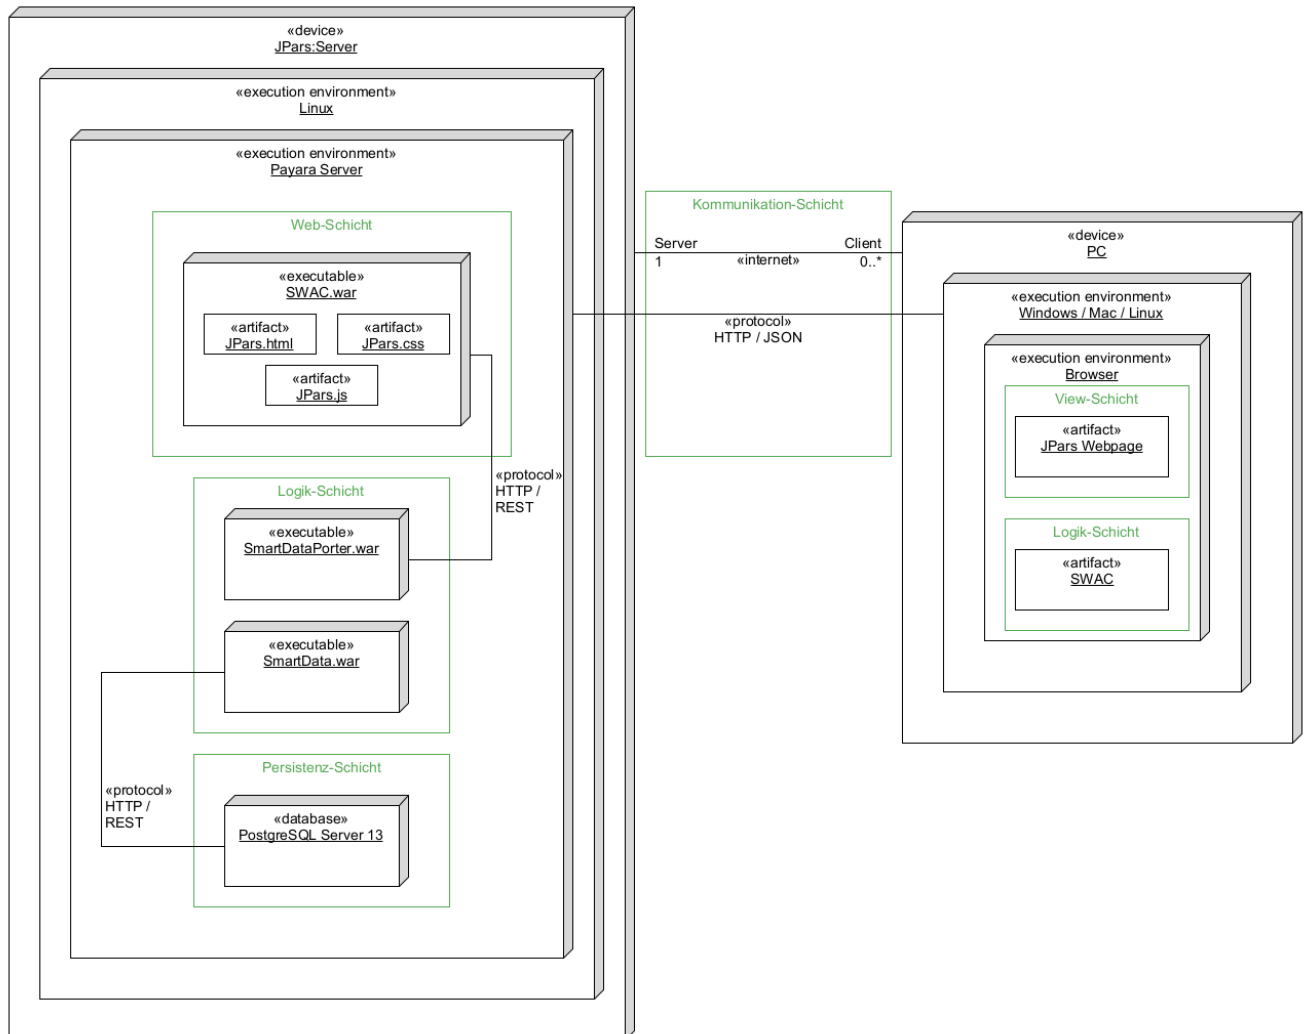 «device»
JPars:Server
«execution environment»
Linux
«execution environment»
Payara Server
Web-Schicht
«executable»
SWAC.war
«artifact»
JPars.html
«artifact»
JPars.css
«artifact»
JPars.js
«protocol»
HTTP /
REST
Logik-Schicht
«executable»
SmartDataPorter.war
«executable»
SmartData.war
Persistenz-Schicht
«protocol»
HTTP /
REST
«database»
PostgreSQL Server 13
Kommunikation-Schicht
Server
Client
1
«internet»
0..*
«protocol»
HTTP / JSON
«device»
PC
«execution environment»
Windows / Mac / Linux
«execution environment»
Browser
View-Schicht
«artifact»
JPars Webpage
Logik-Schicht
«artifact»
SWAC